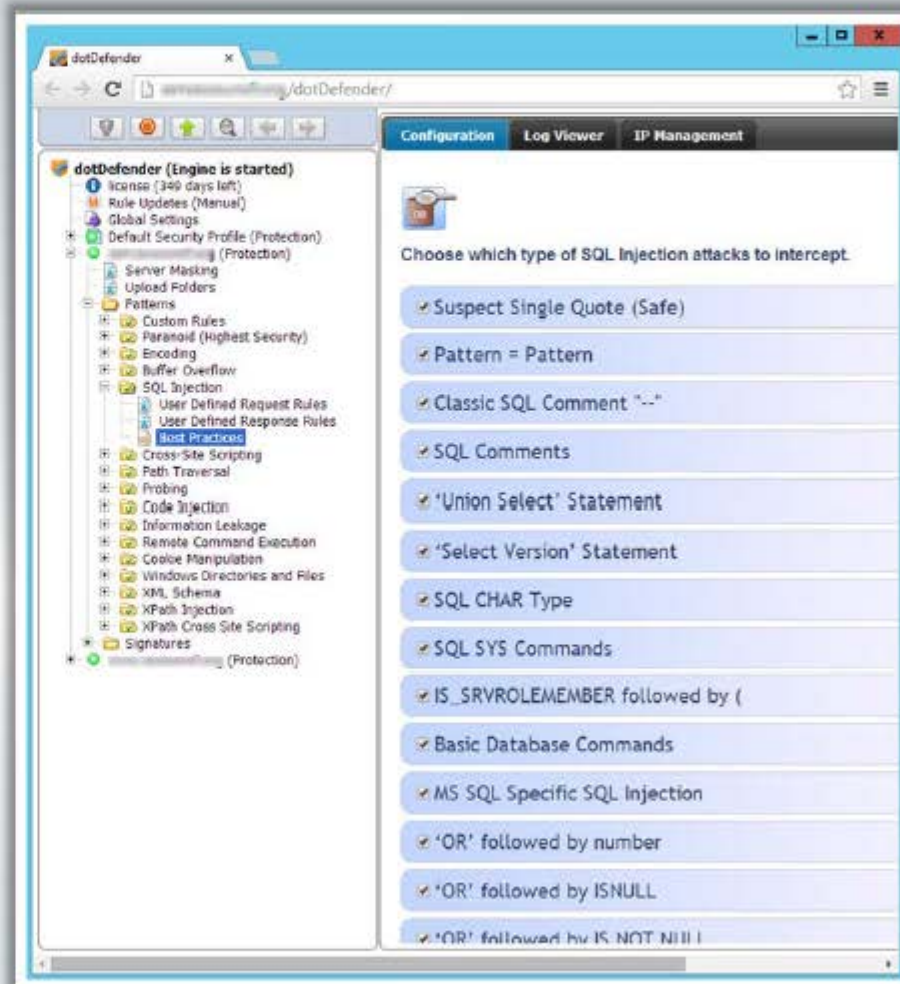 dotDefender
/dotDefender/
dotDefender (Engine is started)
license (349 days left)
Rule Updates (Manual)
Global Settings
Default Security Profile (Protection)
(Protection)
Server Masking
Upload Folders
Patterns
Custom Rules
Paranoid (Highest Security)
Encoding
Buffer Overflow
SQL Injection
User Defined Request Rules
User Defined Response Rules
Best Practices
Cross-Site Scripting
Path Traversal
Probing
Code Injection
Information Leakage
Remote Command Execution
Cookie Manipulation
Windows Directories and Files
XML Schema
XPath Injection
XPath Cross Site Scripting
Signatures
(Protection)
Configuration Log Viewer IP Management
Choose which type of SQL Injection attacks to intercept.
Suspect Single Quote (Safe)
Pattern = Pattern
Classic SQL Comment "--"
SQL Comments
'Union Select' Statement
'Select Version' Statement
SQL CHAR Type
SQL SYS Commands
IS_SRVROLEMEMBER followed by (
Basic Database Commands
MS SQL Specific SQL Injection
'OR' followed by number
'OR' followed by ISNULL
'OR' followed by IS NOT NULL